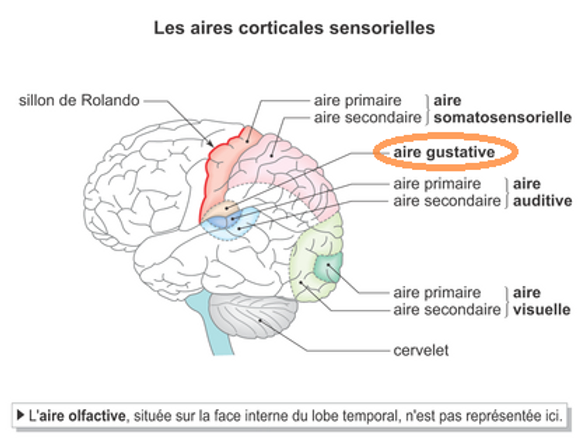 Les aires corticales sensorielles
sillon de Rolando
aire primaire
aire secondaire
aire
somatosensorielle
aire gustative
aire primaire
aire secondaire
aire
auditive
aire primaire
aire secondaire
aire
visuelle
cervelet
L'aire olfactive, située sur la face interne du lobe temporal, n'est pas représentée ici.